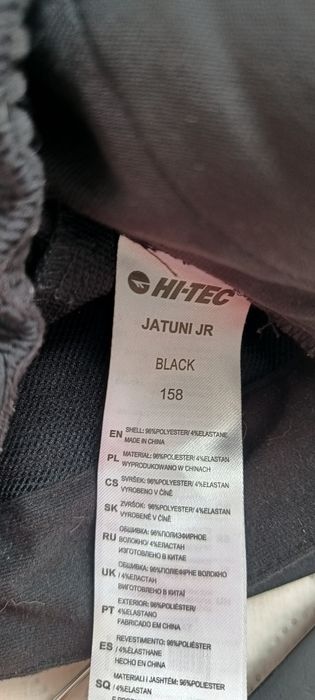 HI-TEC
JATUNI JR
BLACK
158
EN SHELL: 96%POLYESTER/ 4%ELASTANE
MADE IN CHINA
PL MATERIAŁ: 96%POLIESTER/ 4%ELASTAN
WYPRODUKOWANO W CHINACH
CS SVRŠEK: 96%POLYESTER/ 4%ELASTAN
VYROBENO V ČÍNĚ
SK ZVRŠOK: 96%POLYESTER/ 4%ELASTAN
VYROBENÉ V ČÍNE
RU ОБШИВКА: 96%ПОЛИЭФИРНОЕ
ВОЛОКНО/ 4%ЕЛАСТАН
ИЗГОТОВЛЕНО В КИТАЕ
UK ОБШИВКА: 96%ПОЛІЕФІРНЕ ВОЛОКНО
/ 4%ЕЛАСТАН
ВИГОТОВЛЕНО В КИТАЇ
PT EXTERIOR: 96%POLIÉSTER/
4%ELASTANO
FABRICADO EM CHINA
ES REVESTIMIENTO: 96%POLIÉSTER
/ 4%ELASTHANE
HECHO EN CHINA
SQ MATERIALI I JASHTËM: 96%POLIESTËR
/ 4%ELASTAN